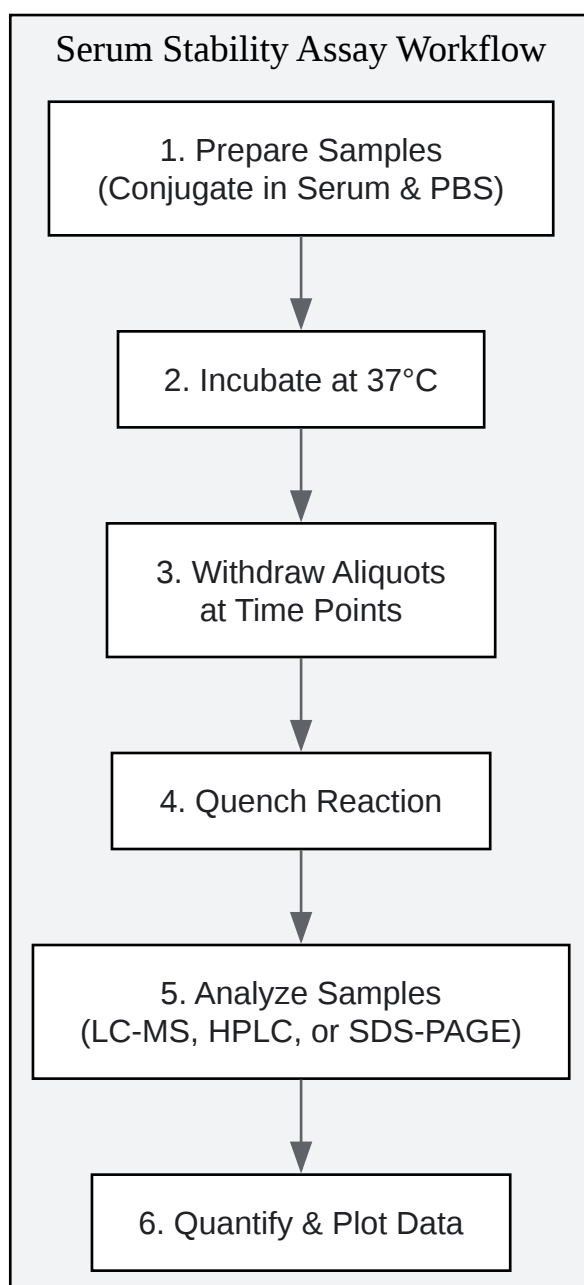 Serum Stability Assay Workflow
1. Prepare Samples
(Conjugate in Serum & PBS)
2. Incubate at 37°C
3. Withdraw Aliquots
at Time Points
4. Quench Reaction
5. Analyze Samples
(LC-MS, HPLC, or SDS-PAGE)
6. Quantify & Plot Data